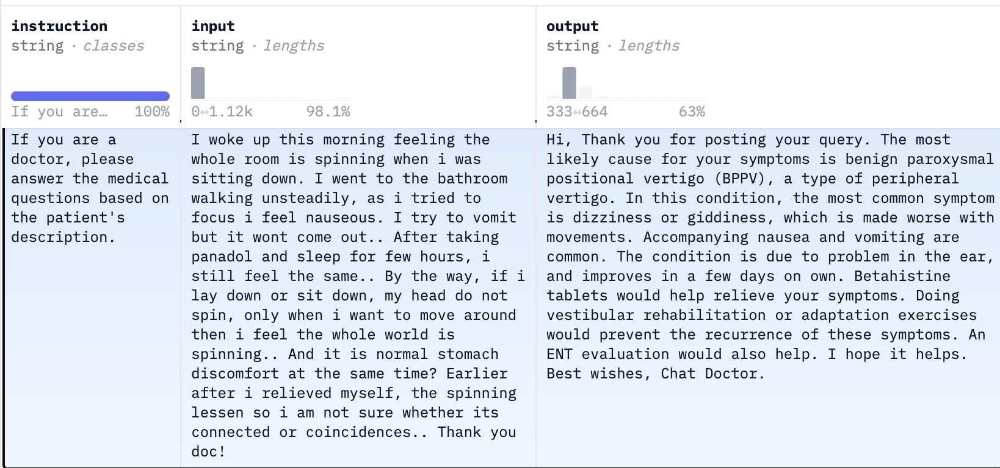 instruction
string · classes
If you are… 100%
If you are a
doctor, please
answer the medical
questions based on
the patient's
description.
input
string · lengths
0↔1.12k 98.1%
I woke up this morning feeling the
whole room is spinning when i was
sitting down. I went to the bathroom
walking unsteadily, as i tried to
focus i feel nauseous. I try to vomit
but it wont come out.. After taking
panadol and sleep for few hours, i
still feel the same.. By the way, if i
lay down or sit down, my head do not
spin, only when i want to move around
then i feel the whole world is
spinning.. And it is normal stomach
discomfort at the same time? Earlier
after i relieved myself, the spinning
lessen so i am not sure whether its
connected or coincidences.. Thank you
doc!
output
string · lengths
333↔664 63%
Hi, Thank you for posting your query. The most
likely cause for your symptoms is benign paroxysmal
positional vertigo (BPPV), a type of peripheral
vertigo. In this condition, the most common symptom
is dizziness or giddiness, which is made worse with
movements. Accompanying nausea and vomiting are
common. The condition is due to problem in the ear,
and improves in a few days on own. Betahistine
tablets would help relieve your symptoms. Doing
vestibular rehabilitation or adaptation exercises
would prevent the recurrence of these symptoms. An
ENT evaluation would also help. I hope it helps.
Best wishes, Chat Doctor.